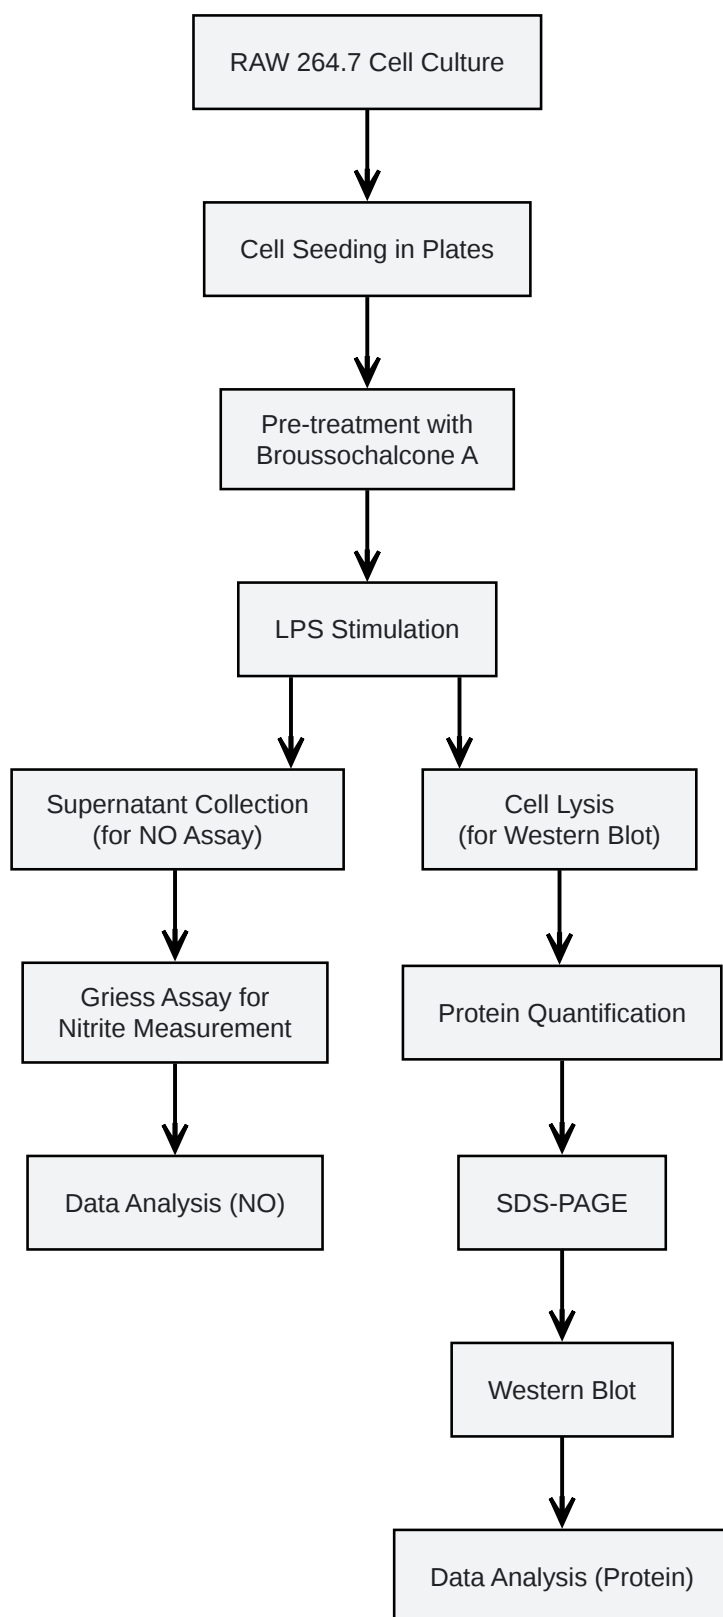 RAW 264.7 Cell Culture
Cell Seeding in Plates
Pre-treatment with
Broussochalcone A
LPS Stimulation
Supernatant Collection
(for NO Assay)
Cell Lysis
(for Western Blot)
Griess Assay for
Nitrite Measurement
Protein Quantification
Data Analysis (NO)
SDS-PAGE
Western Blot
Data Analysis (Protein)